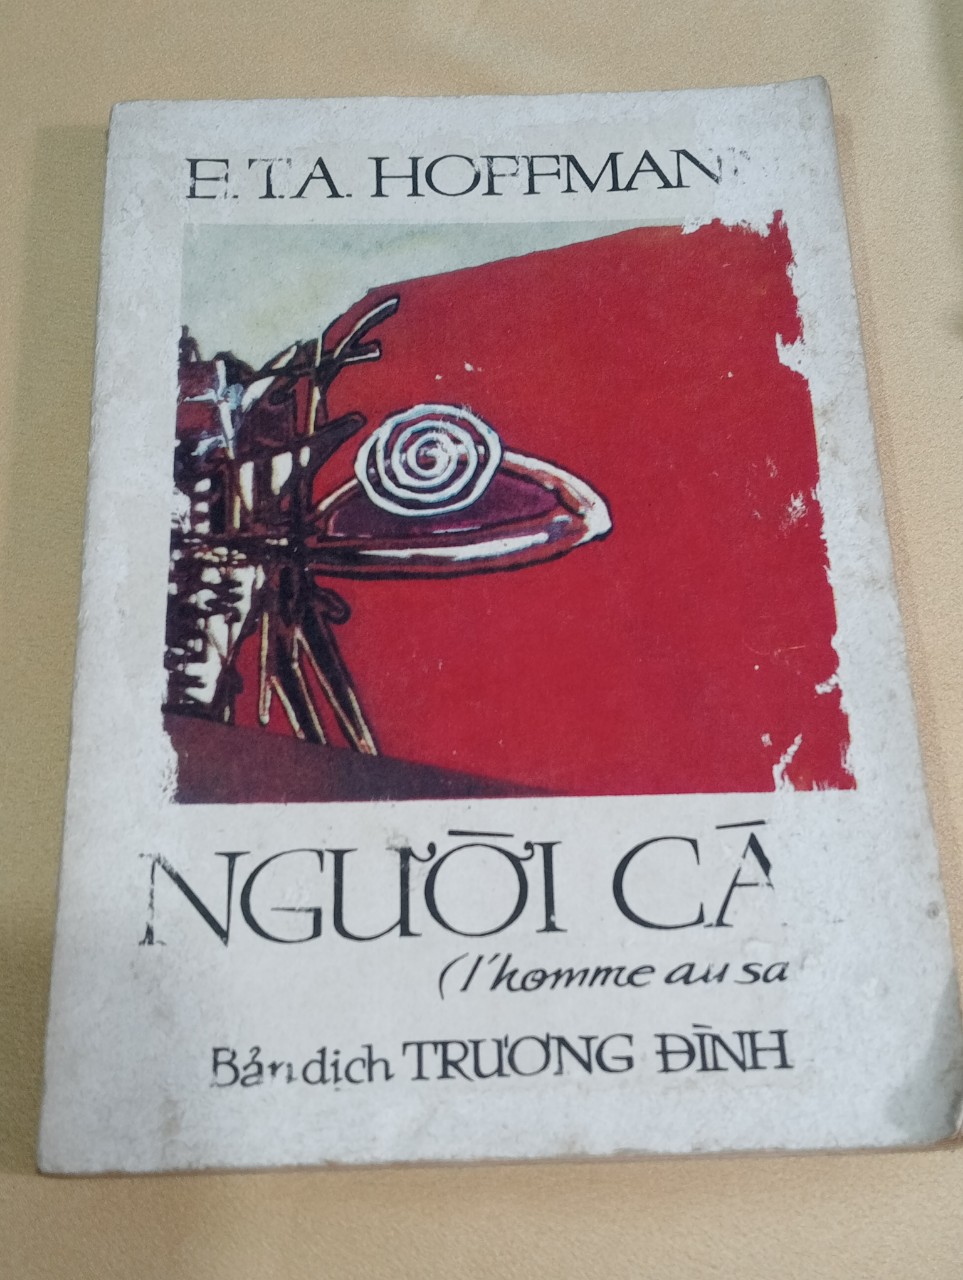 E.T.A. HOFFMAN
NGƯỜI CÁ
(l'homme au sa
Bản dịch TRƯƠNG ĐÌNH